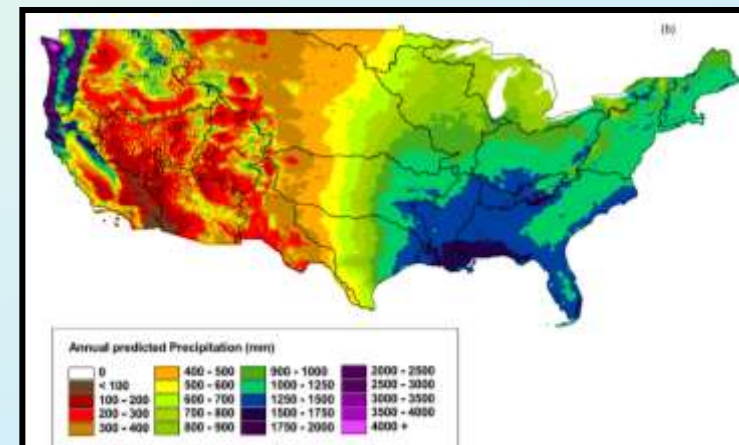 (b)
Annual predicted Precipitation (mm)
0 400 - 500 900 - 1000 2000 - 2500
< 100 500 - 600 1000 - 1250 2500 - 3000
100 - 200 600 - 700 1250 - 1500 3000 - 3500
200 - 300 700 - 800 1500 - 1750 3500 - 4000
300 - 400 800 - 900 1750 - 2000 4000 +